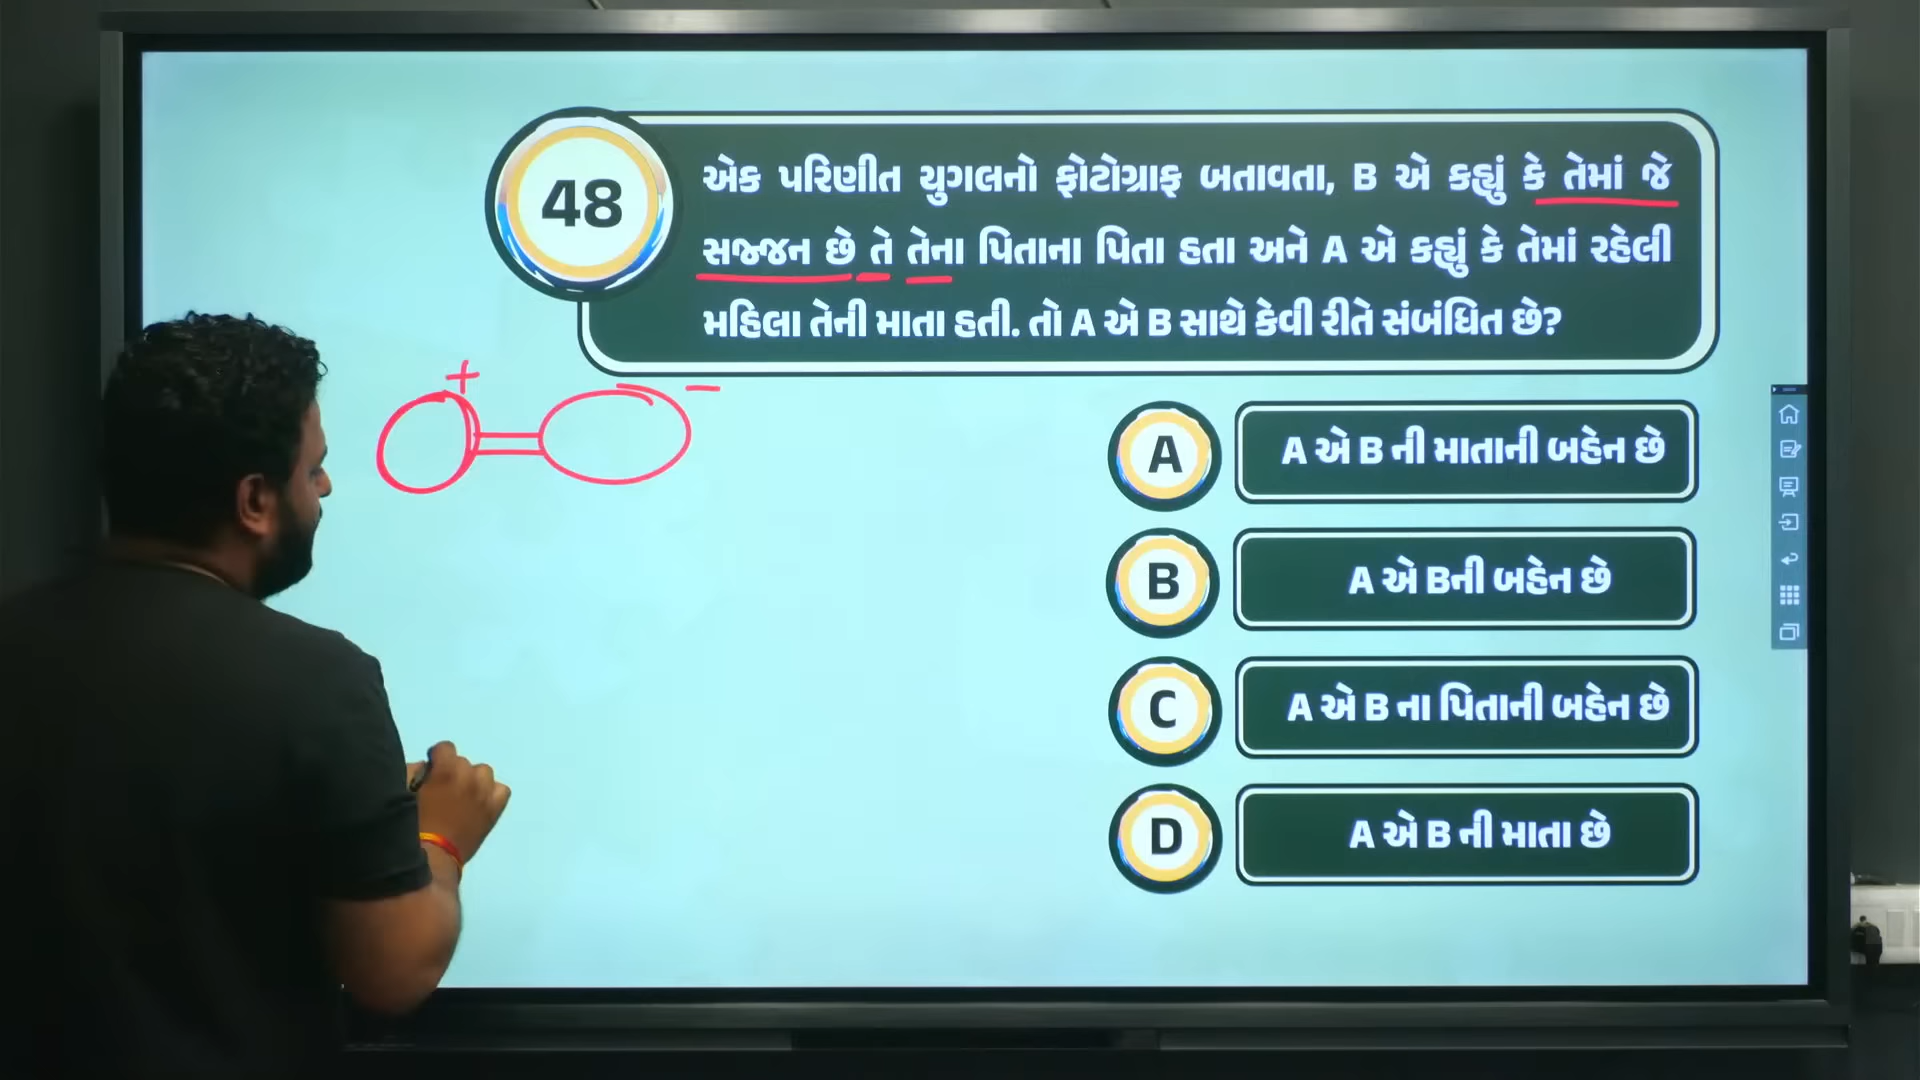 48
એક પરિણીત યુગલનો ફોટોગ્રાફ બતાવતા, B એ કહ્યું કે તેમાં જે
સજ્જન છે તે તેના પિતાના પિતા હતા અને A એ કહ્યું કે તેમાં રહેલી
મહિલા તેની માતા હતી. તો A એ B સાથે કેવી રીતે સંબંધિત છે?
+ −
A A એ B ની માતાની બહેન છે
B A એ Bની બહેન છે
C A એ B ના પિતાની બહેન છે
D A એ B ની માતા છે